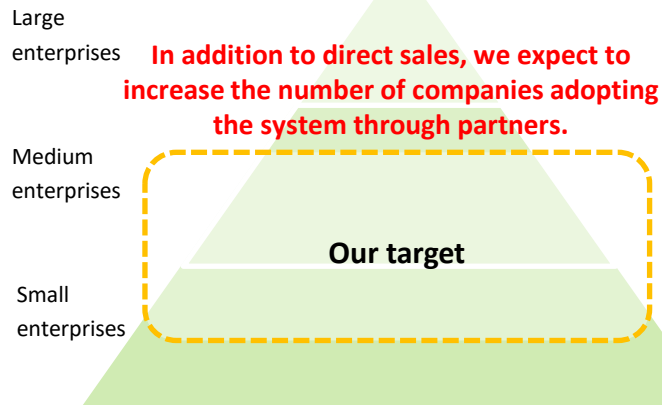 Large
enterprises
In addition to direct sales, we expect to
increase the number of companies adopting
the system through partners.
Medium
enterprises
Our target
Small
enterprises